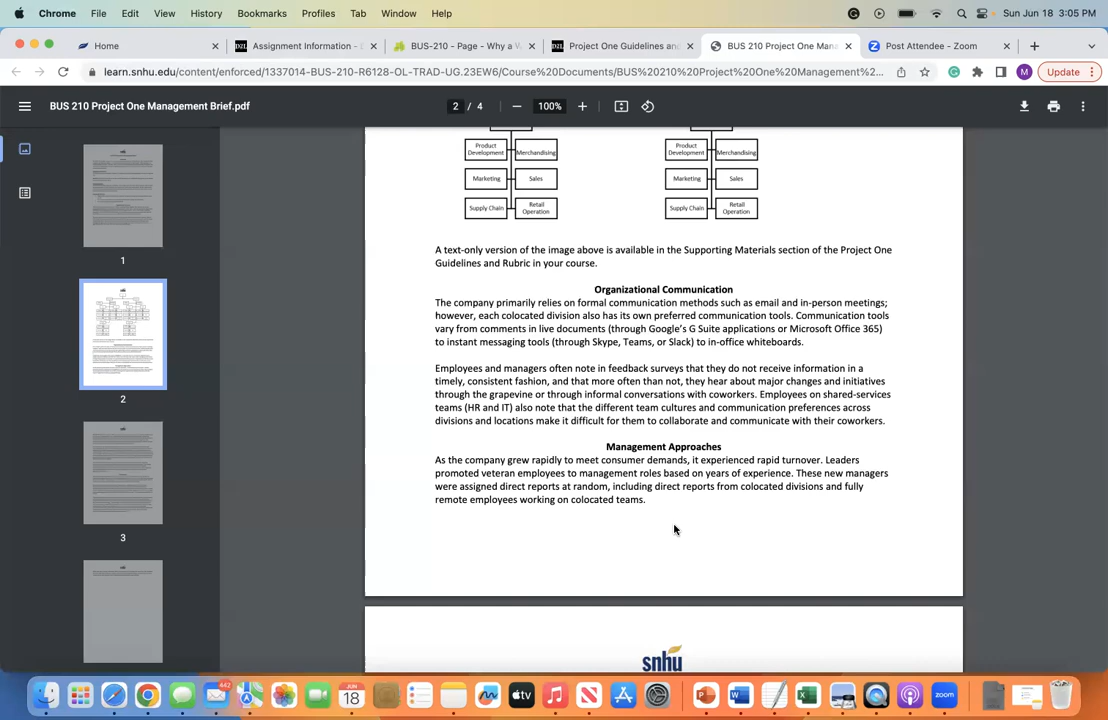 Chrome File Edit View History Bookmarks Profiles Tab Window Help Sun Jun 18 3:05 PM
Home Assignment Information - BUS-210 - Page - Why a Project One Guidelines and BUS 210 Project One Mana Post Attendee - Zoom
learn.snhu.edu/content/enforced/1337014-BUS-210-R6128-OL-TRAD-UG.23EW6/Course%20Documents/BUS%20210%20Project%20One%20Management%2... M Update
BUS 210 Project One Management Brief.pdf 2 / 4 100%
Product Development Merchandising Product Development Merchandising
Marketing Sales Marketing Sales
Supply Chain Retail Operation Supply Chain Retail Operation
A text-only version of the image above is available in the Supporting Materials section of the Project One
Guidelines and Rubric in your course.
Organizational Communication
The company primarily relies on formal communication methods such as email and in-person meetings;
however, each colocated division also has its own preferred communication tools. Communication tools
vary from comments in live documents (through Google's G Suite applications or Microsoft Office 365)
to instant messaging tools (through Skype, Teams, or Slack) to in-office whiteboards.
Employees and managers often note in feedback surveys that they do not receive information in a
timely, consistent fashion, and that more often than not, they hear about major changes and initiatives
through the grapevine or through informal conversations with coworkers. Employees on shared-services
teams (HR and IT) also note that the different team cultures and communication preferences across
divisions and locations make it difficult for them to collaborate and communicate with their coworkers.
Management Approaches
As the company grew rapidly to meet consumer demands, it experienced rapid turnover. Leaders
promoted veteran employees to management roles based on years of experience. These new managers
were assigned direct reports at random, including direct reports from colocated divisions and fully
remote employees working on colocated teams.
snhu
1
2
3
442
JUN
18
tv
zoom